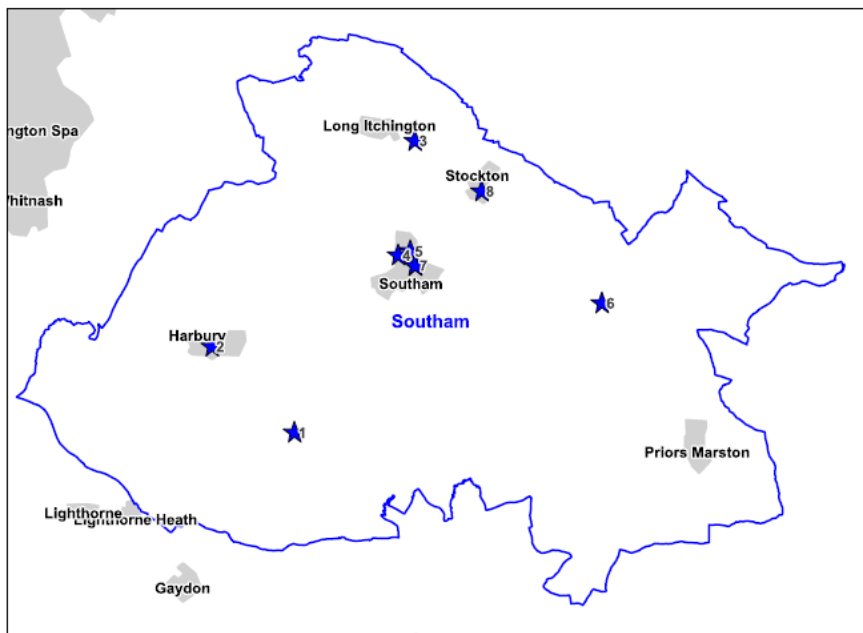 Long Itchington
3
ngton Spa
Stockton
8
Whitnash
5
4
7
Southam
6
Southam
Harbury
2
1
Priors Marston
Lighthorne
Lighthorne Heath
Gaydon